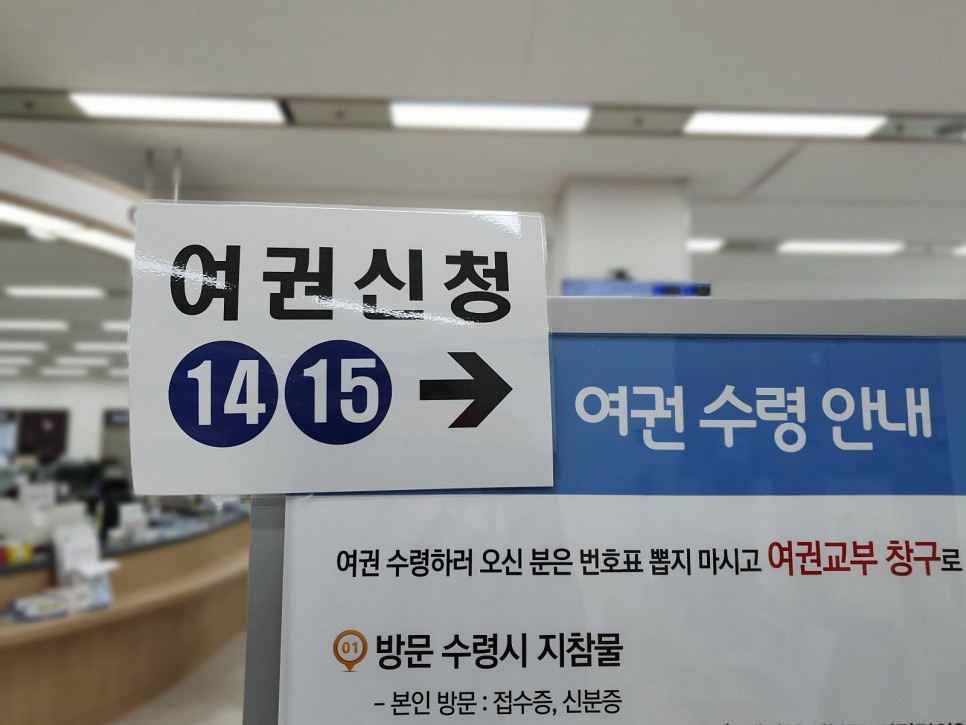 여권신청
14 15 →
여권 수령 안내
여권 수령하러 오신 분은 번호표 뽑지 마시고 여권교부 창구로
01 방문 수령시 지참물
- 본인 방문 : 접수증, 신분증